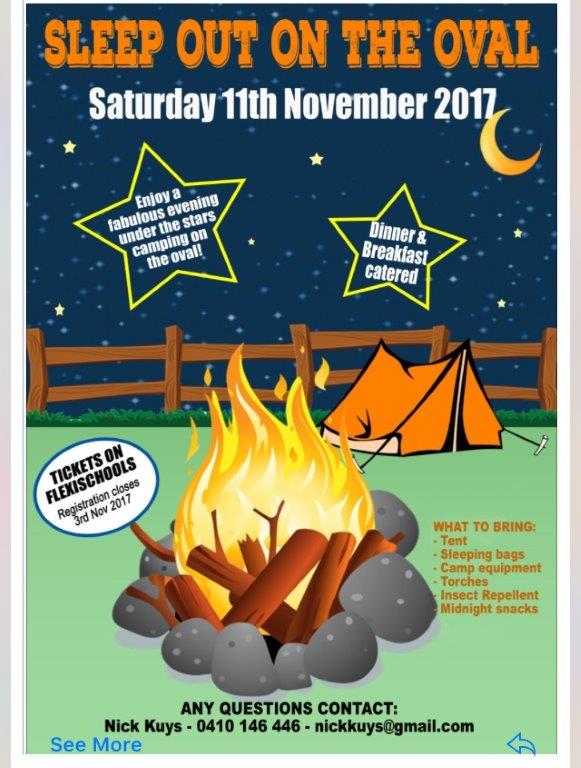 SLEEP OUT ON THE OVAL
Saturday 11th November 2017
Enjoy a
fabulous evening
under the stars
camping on
the oval!
Dinner &
Breakfast
catered
TICKETS ON
FLEXISCHOOLS
Registration closes
3rd Nov 2017
WHAT TO BRING:
- Tent
- Sleeping bags
- Camp equipment
- Torches
- Insect Repellent
- Midnight snacks
ANY QUESTIONS CONTACT:
Nick Kuys - 0410 146 446 - nickkuys@gmail.com
See More